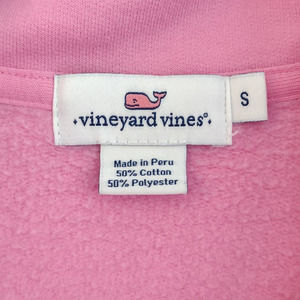 vineyard vines®
S
Made in Peru
50% Cotton
50% Polyester